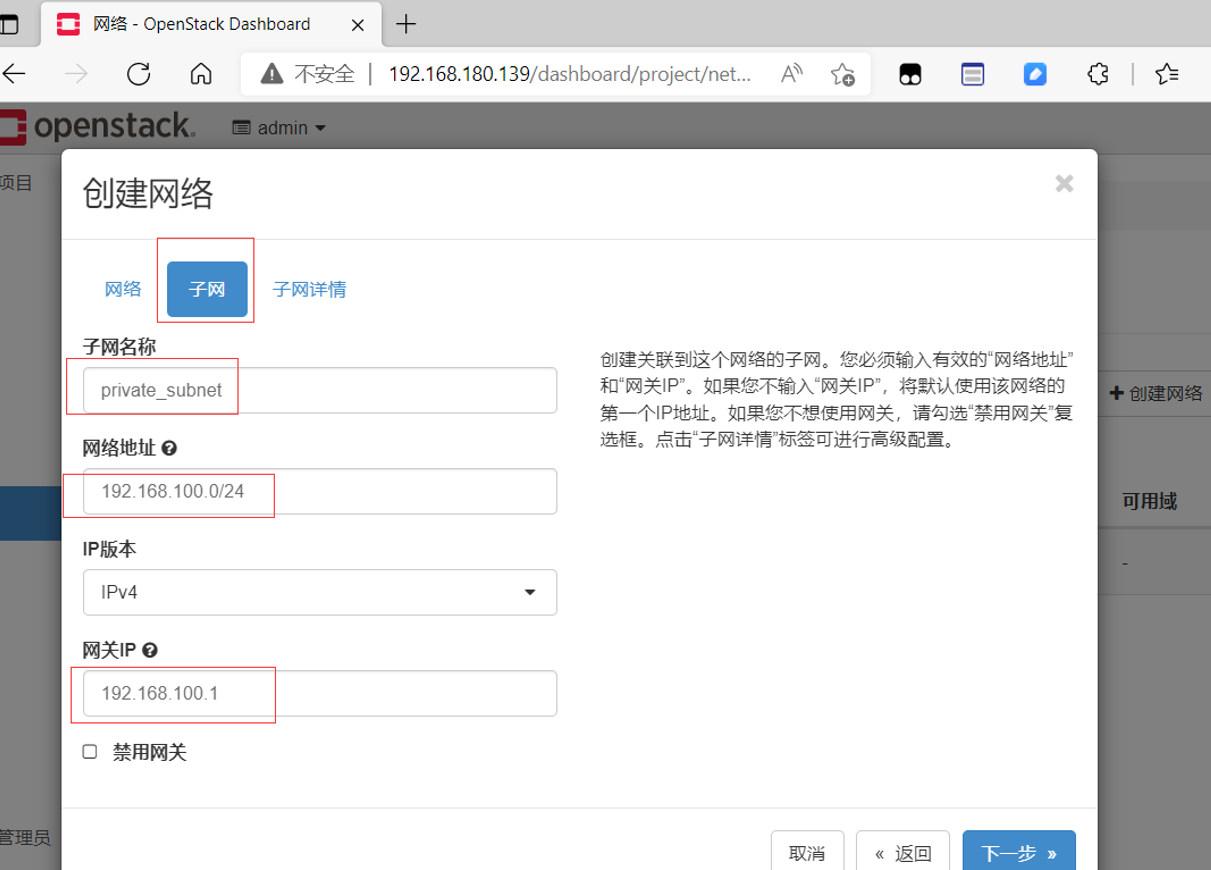 网络 - OpenStack Dashboard
不安全 | 192.168.180.139/dashboard/project/net...
openstack. admin
项目
创建网络
网络 子网 子网详情
子网名称
private_subnet
网络地址
192.168.100.0/24
IP版本
IPv4
网关IP
192.168.100.1
禁用网关
创建关联到这个网络的子网。您必须输入有效的“网络地址”
和“网关IP”。如果您不输入“网关IP”，将默认使用该网络的
第一个IP地址。如果您不想使用网关，请勾选“禁用网关”复
选框。点击“子网详情”标签可进行高级配置。
+ 创建网络
可用域
-
管理员
取消 « 返回 下一步 »